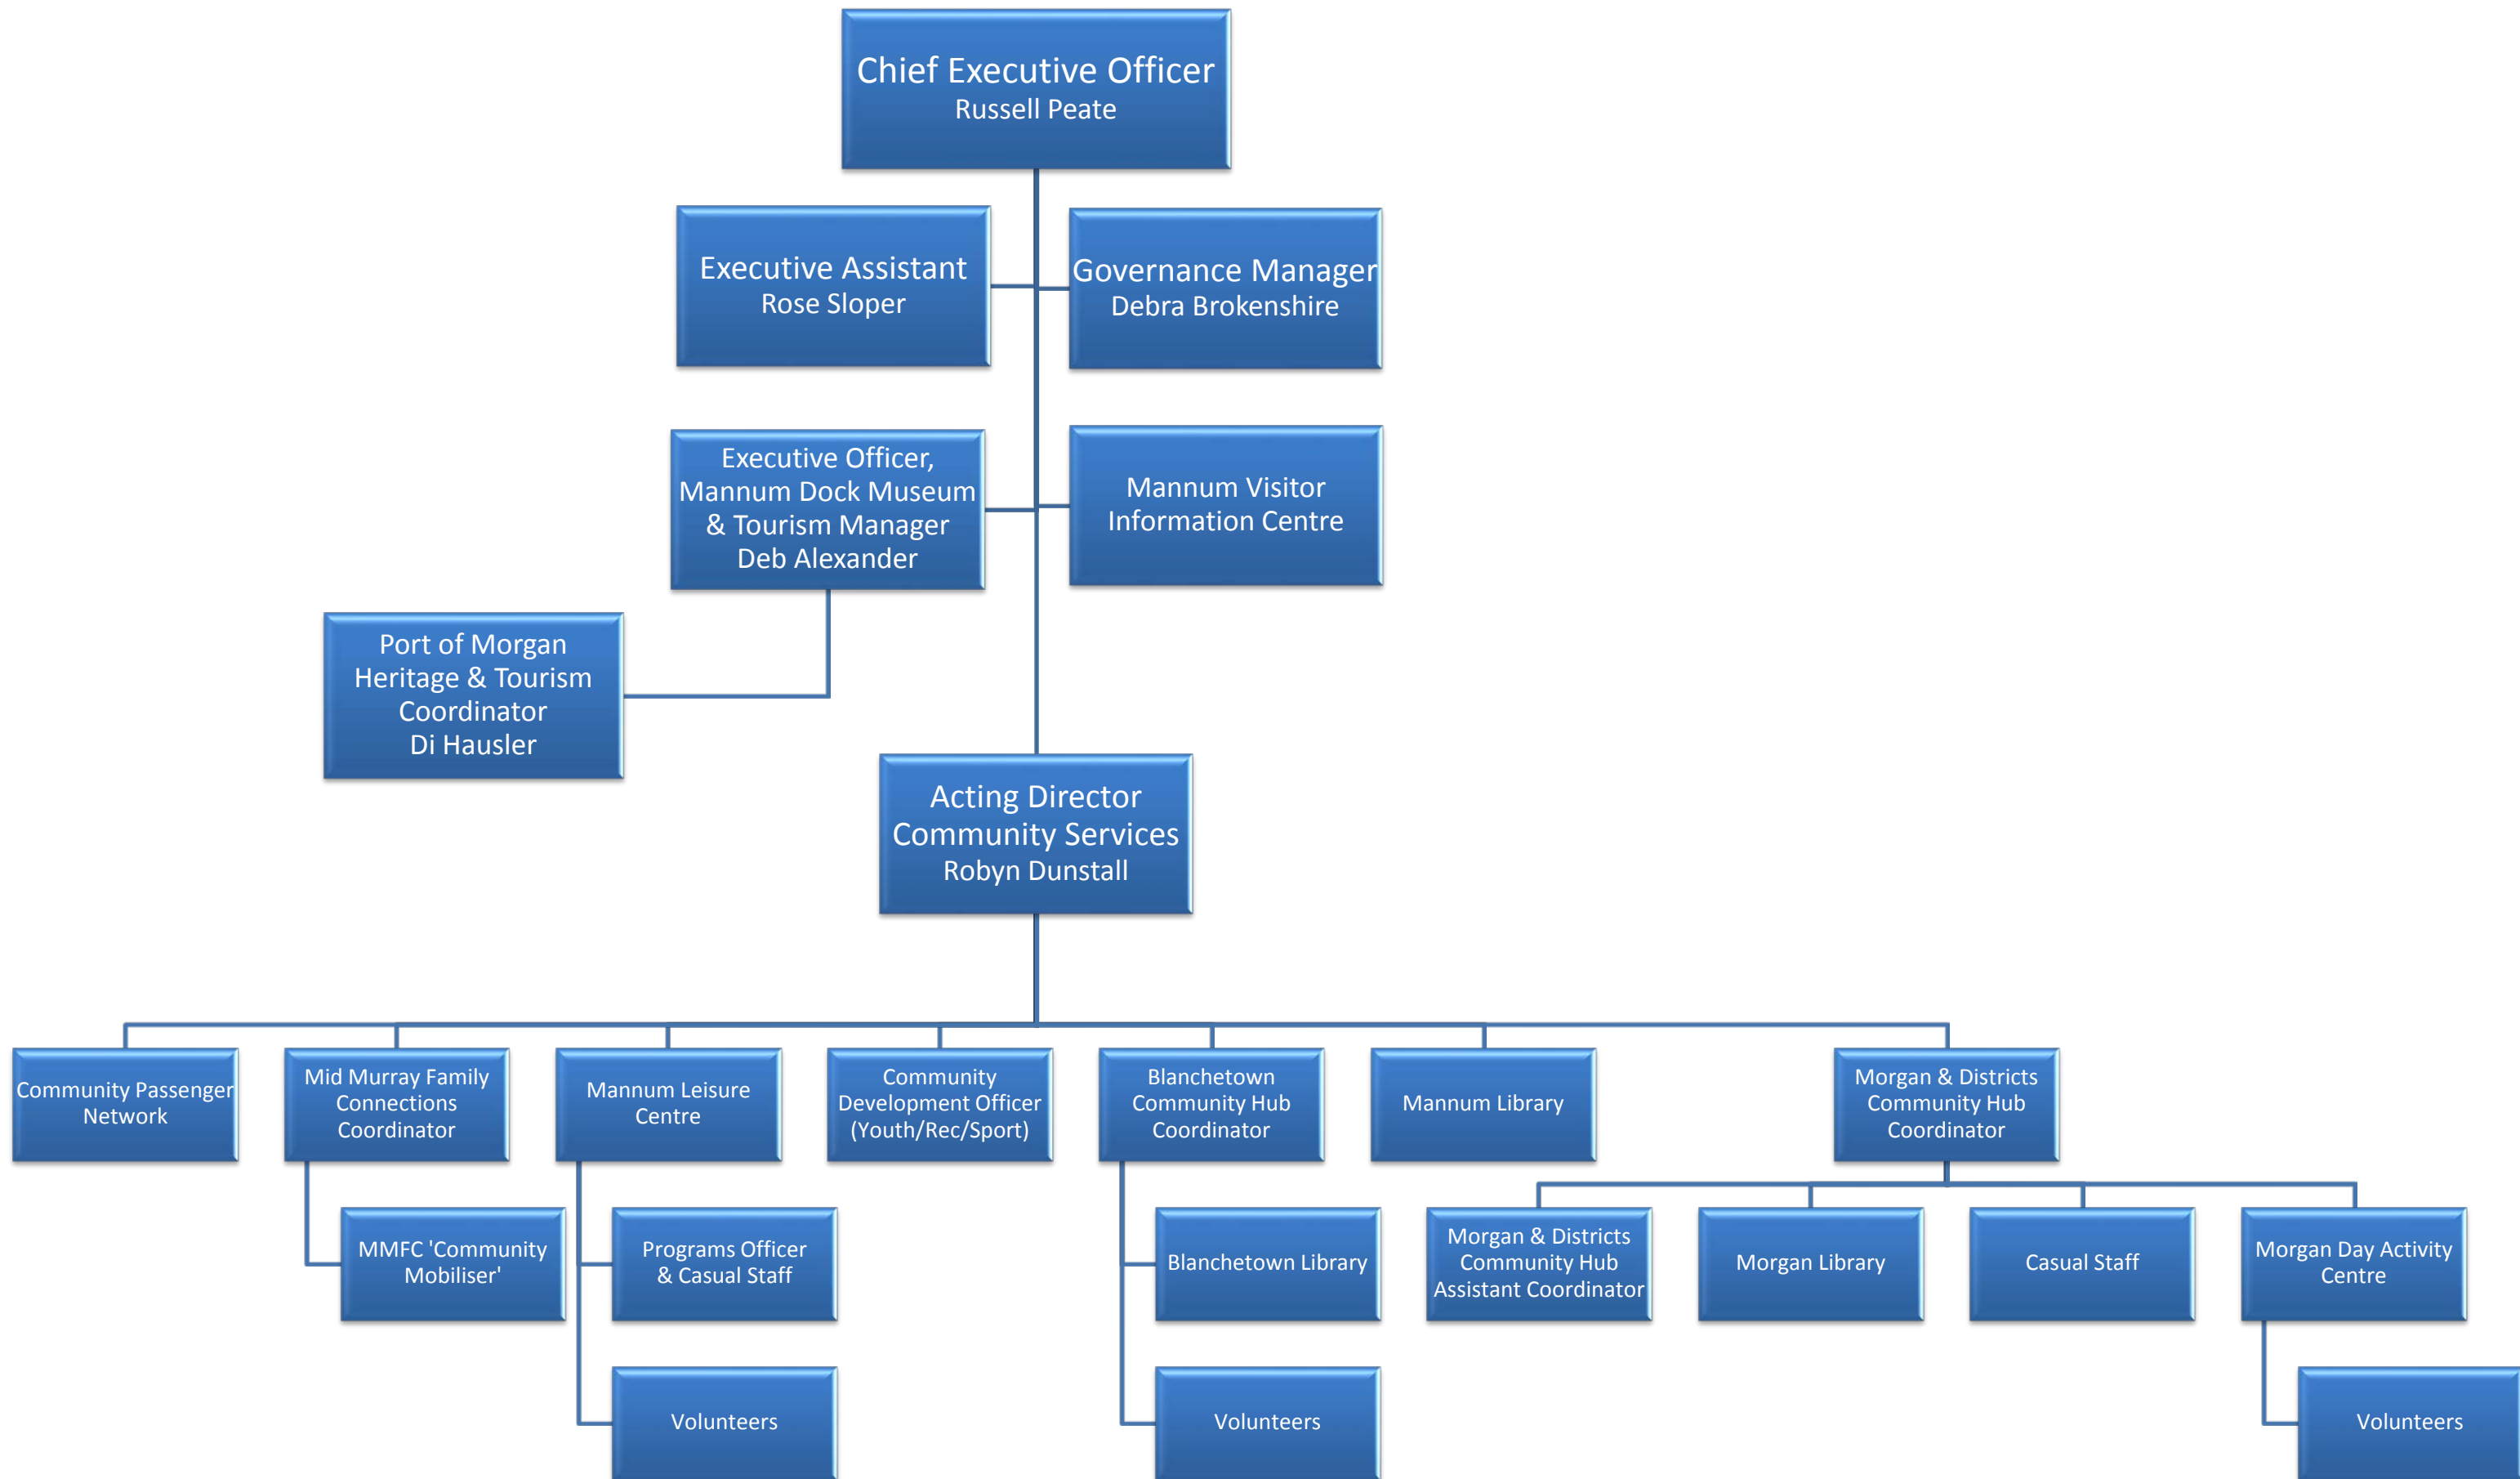 Chief Executive Officer
Russell Peate
Executive Assistant
Rose Sloper
Governance Manager
Debra Brokenshire
Executive Officer,
Mannum Dock Museum
& Tourism Manager
Deb Alexander
Mannum Visitor
Information Centre
Port of Morgan
Heritage & Tourism
Coordinator
Di Hausler
Acting Director
Community Services
Robyn Dunstall
Community Passenger
Network
Mid Murray Family
Connections
Coordinator
Mannum Leisure
Centre
Community
Development Officer
(Youth/Rec/Sport)
Blanchetown
Community Hub
Coordinator
Mannum Library
Morgan & Districts
Community Hub
Coordinator
MMFC 'Community
Mobiliser'
Programs Officer
& Casual Staff
Blanchetown Library
Morgan & Districts
Community Hub
Assistant Coordinator
Morgan Library
Casual Staff
Morgan Day Activity
Centre
Volunteers
Volunteers
Volunteers